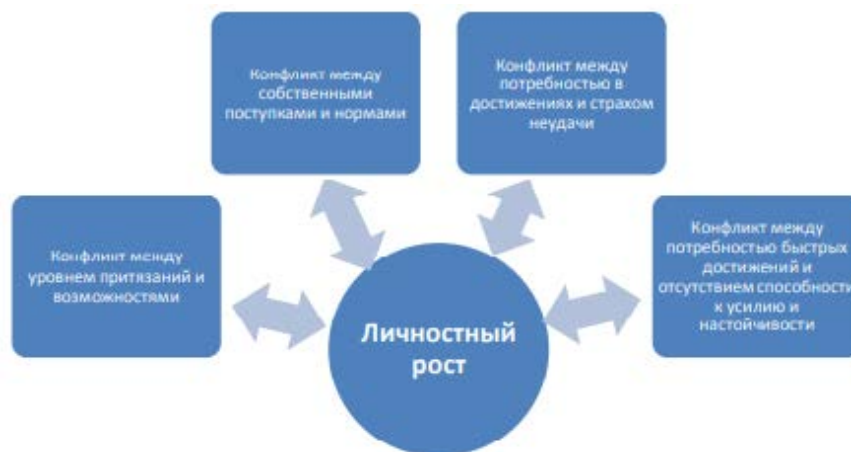 Конфликт между
собственными
поступками и нормами
Конфликт между
потребностью в
достижениях и страхом
неудачи
Конфликт между
уровнем притязаний и
возможностями
Конфликт между
потребностью быстрых
достижений и
отсутствием способности
к усилию и
настойчивости
Личностный
рост